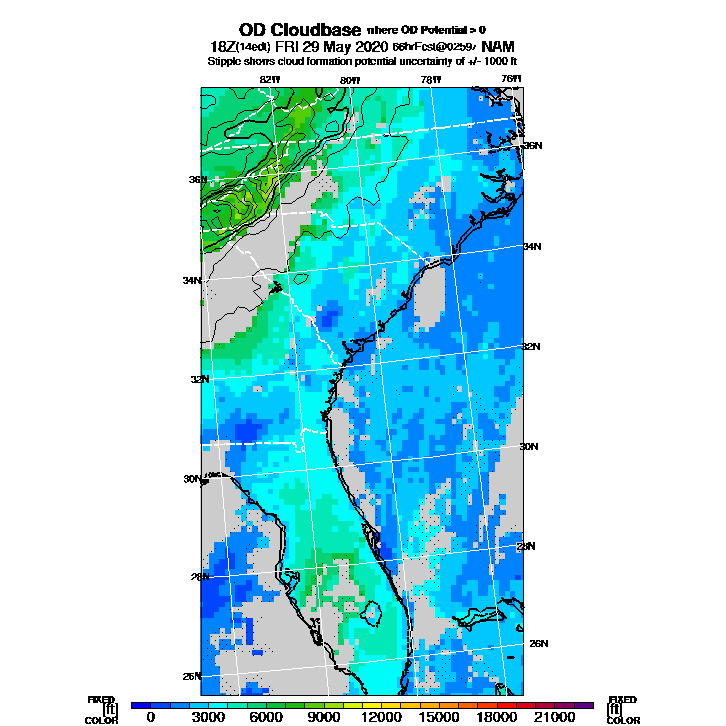 OD Cloudbase where OD Potential > 0
18Z(14edt) FRI 29 May 2020 66hrFcst@0259z NAM
Stipple shows cloud formation potential uncertainty of +/- 1000 ft
82W 80W 78W 76W
36N
36N
34N
34N
32N
32N
30N
30N
28N
28N
26N
26N
FIXED FIXED
[ft] [ft]
COLOR COLOR
0 3000 6000 9000 12000 15000 18000 21000